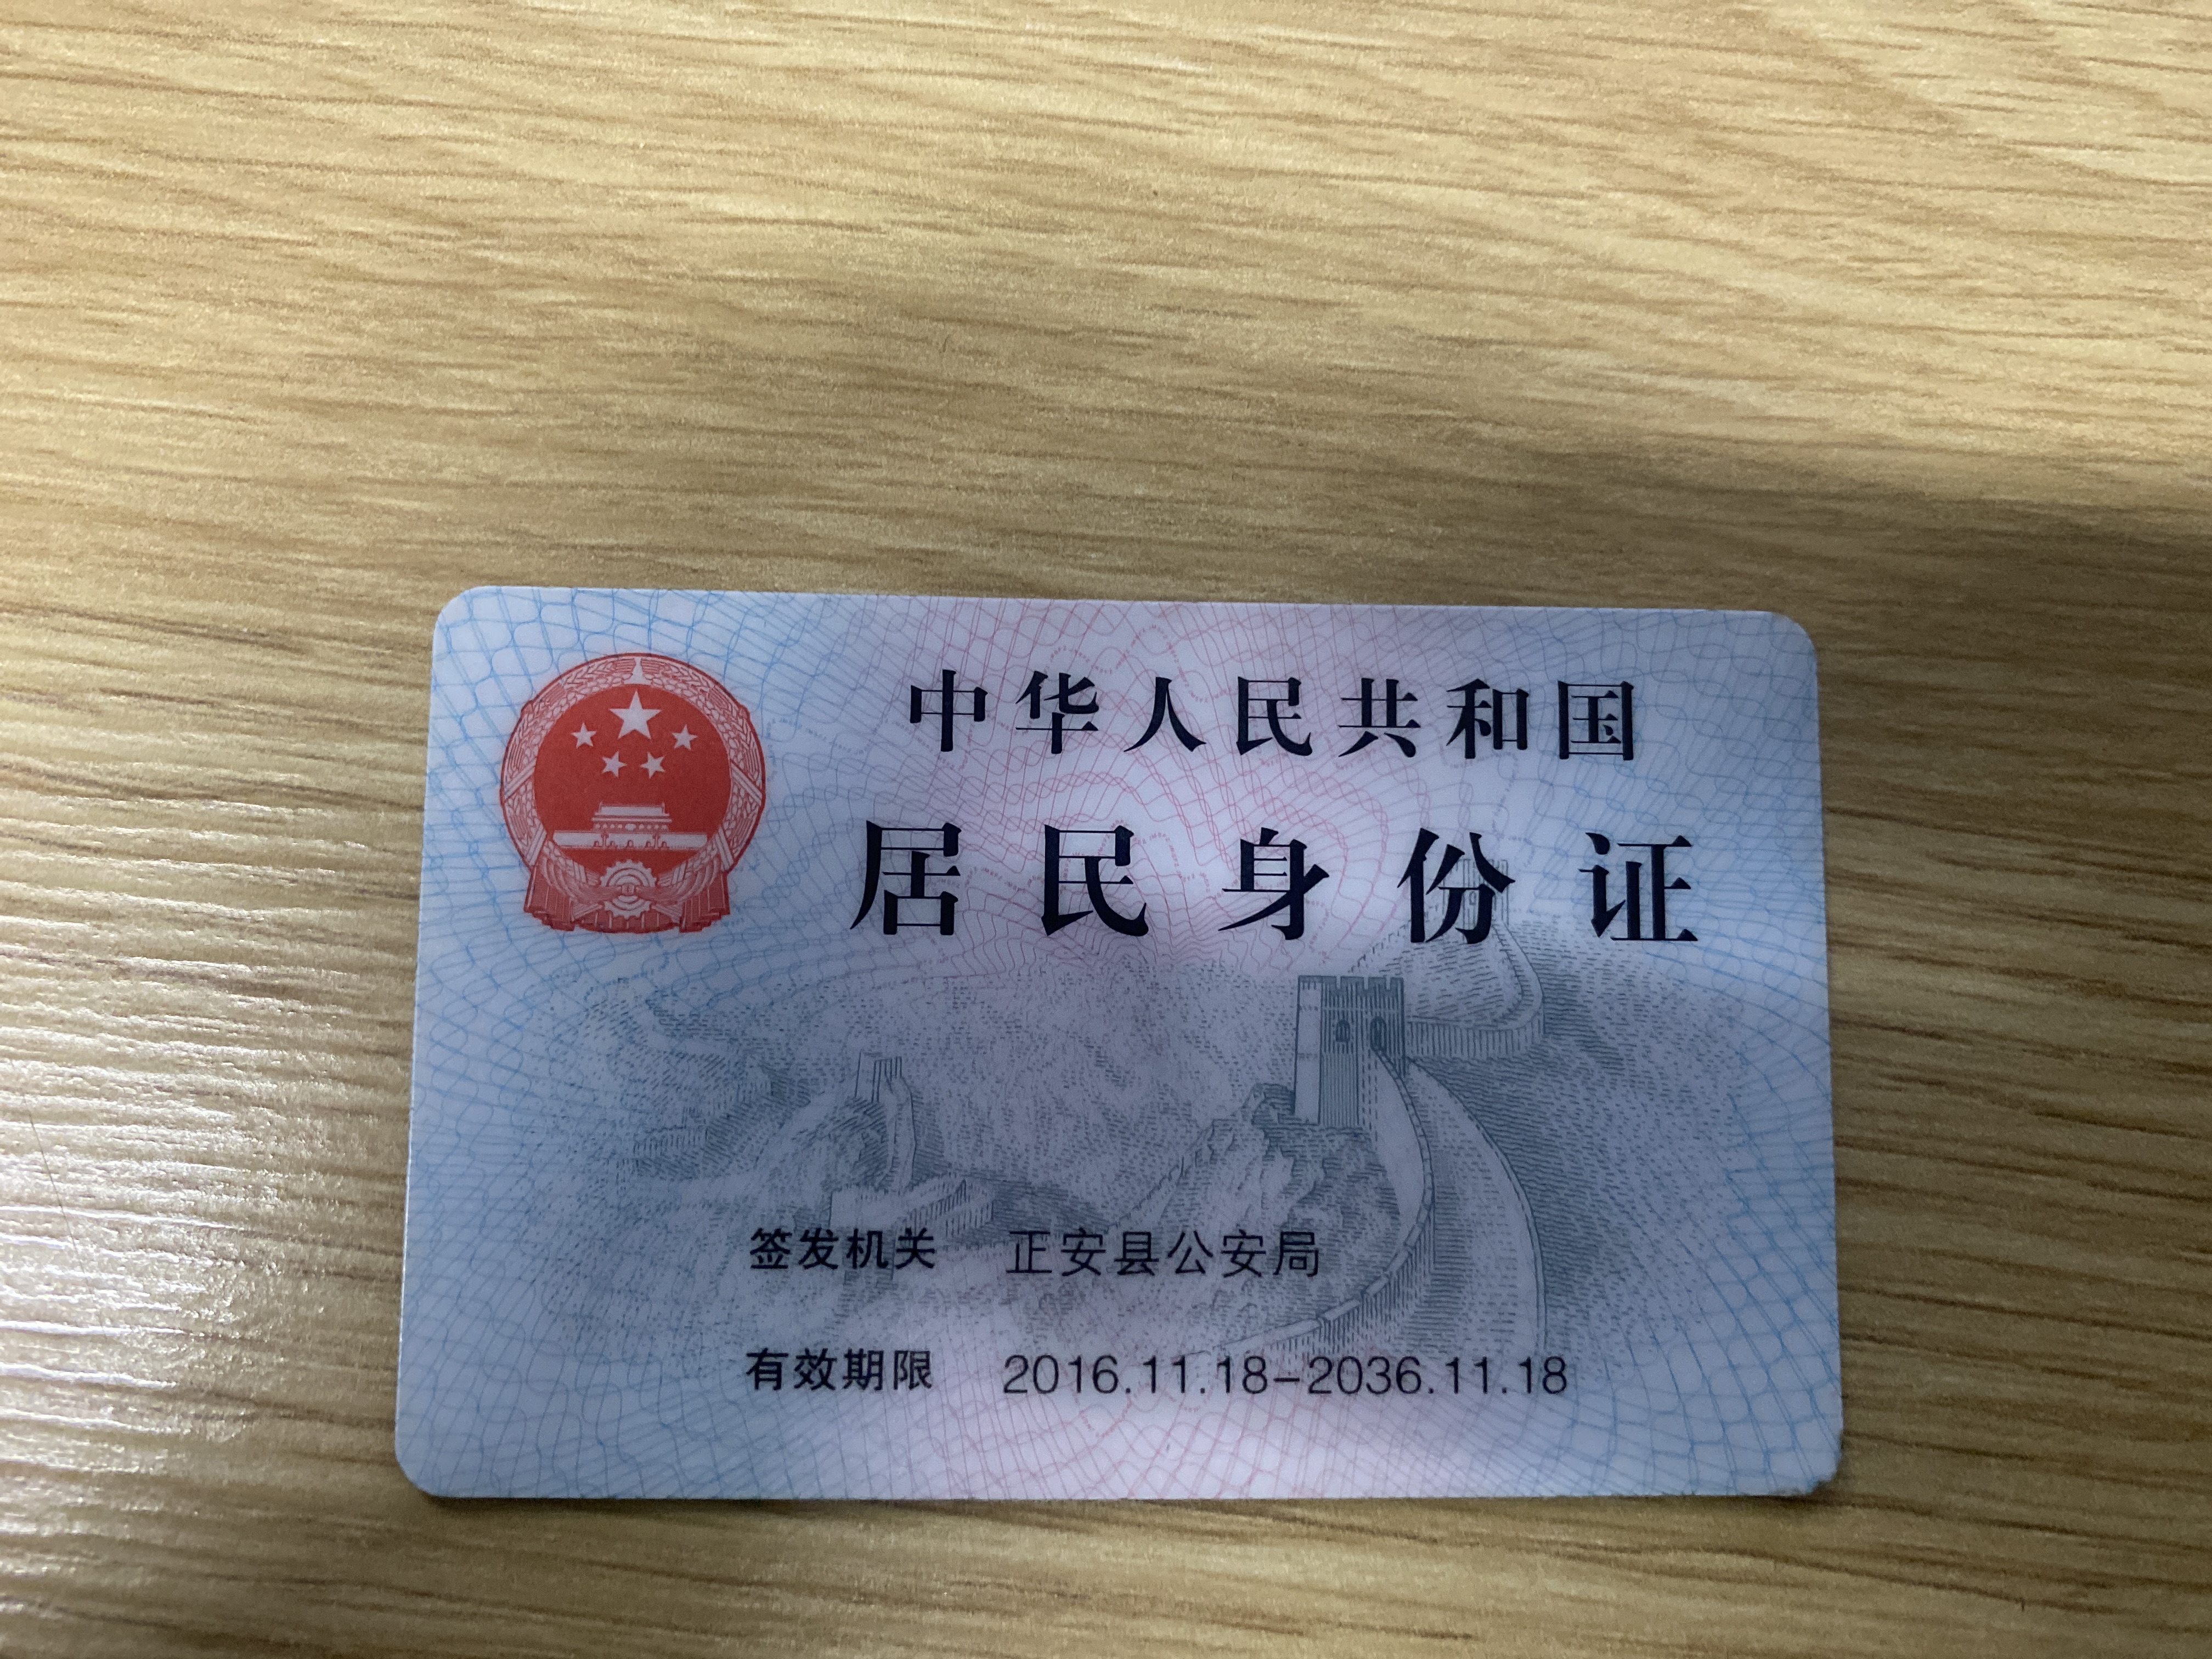 中华人民共和国
居民身份证
签发机关 正安县公安局
有效期限 2016.11.18-2036.11.18